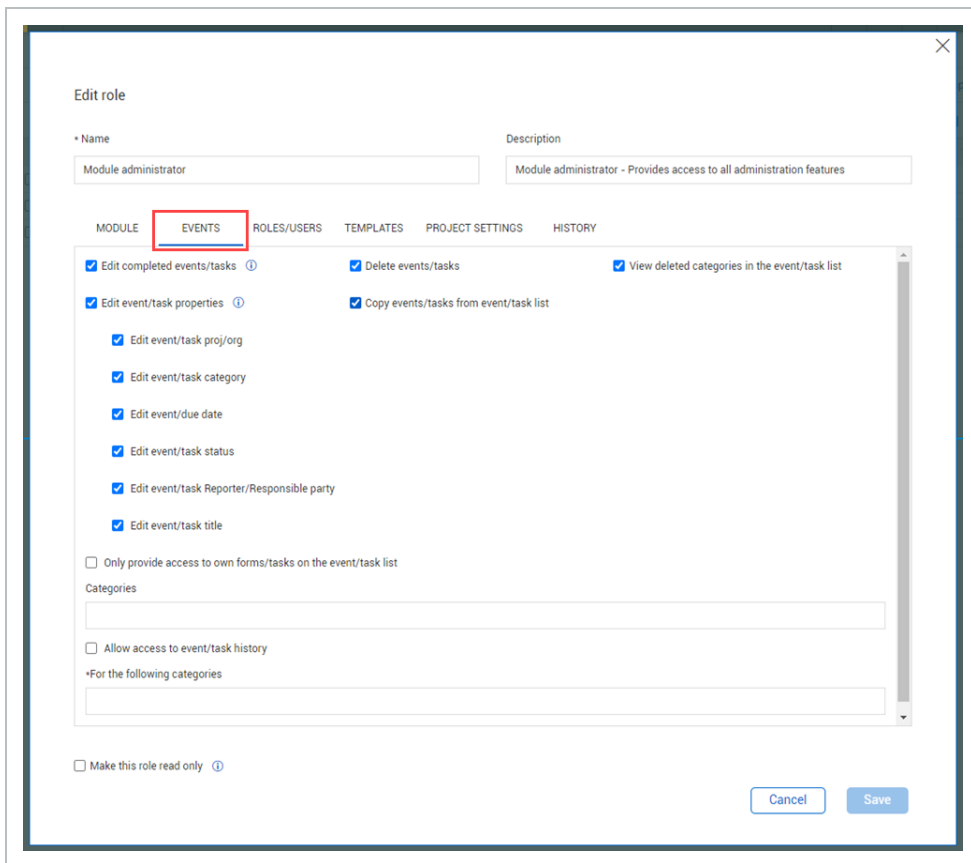 Edit role
* Name
Description
Module administrator
Module administrator - Provides access to all administration features
MODULE EVENTS ROLES/USERS TEMPLATES PROJECT SETTINGS HISTORY
Edit completed events/tasks Delete events/tasks View deleted categories in the event/task list
Edit event/task properties Copy events/tasks from event/task list
Edit event/task proj/org
Edit event/task category
Edit event/due date
Edit event/task status
Edit event/task Reporter/Responsible party
Edit event/task title
Only provide access to own forms/tasks on the event/task list
Categories
Allow access to event/task history
*For the following categories
Make this role read only
Cancel Save